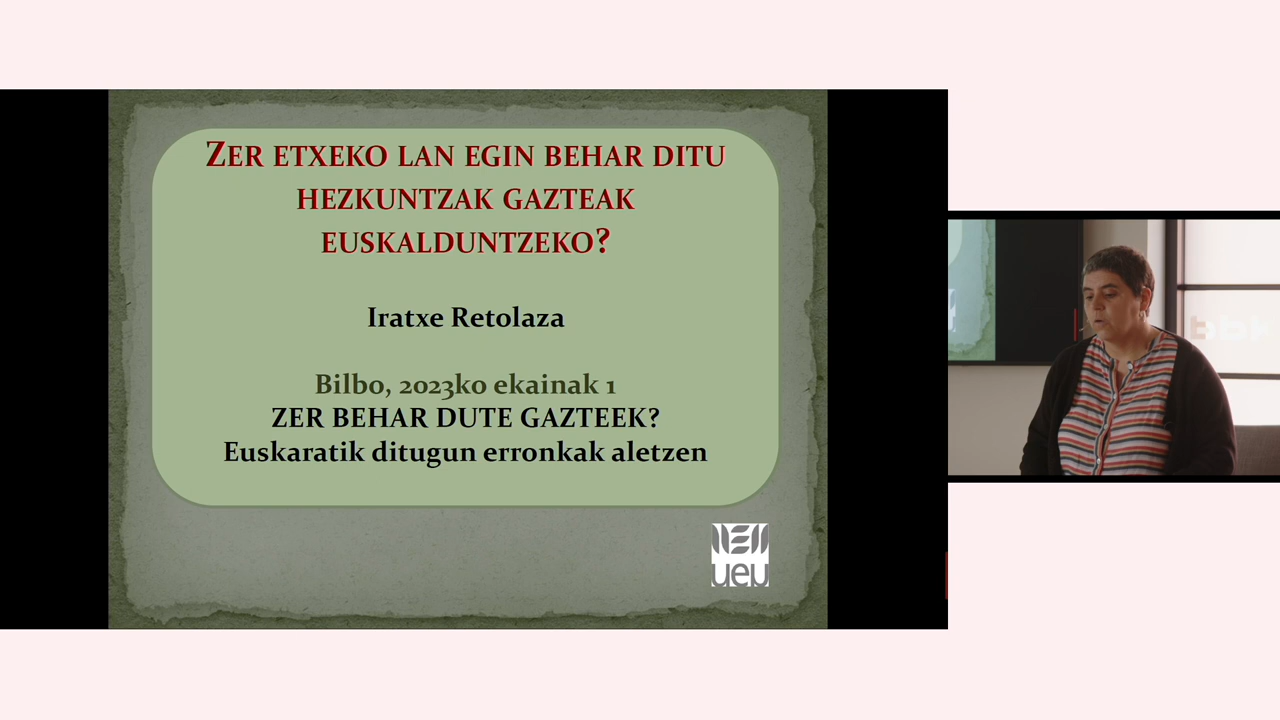 ZER ETXEKO LAN EGIN BEHAR DITU
HEZKUNTZAK GAZTEAK
EUSKALDUNTZEKO?
Iratxe Retolaza
Bilbo, 2023ko ekainak 1
ZER BEHAR DUTE GAZTEEK?
Euskaratik ditugun erronkak aletzen
ueu
bbk